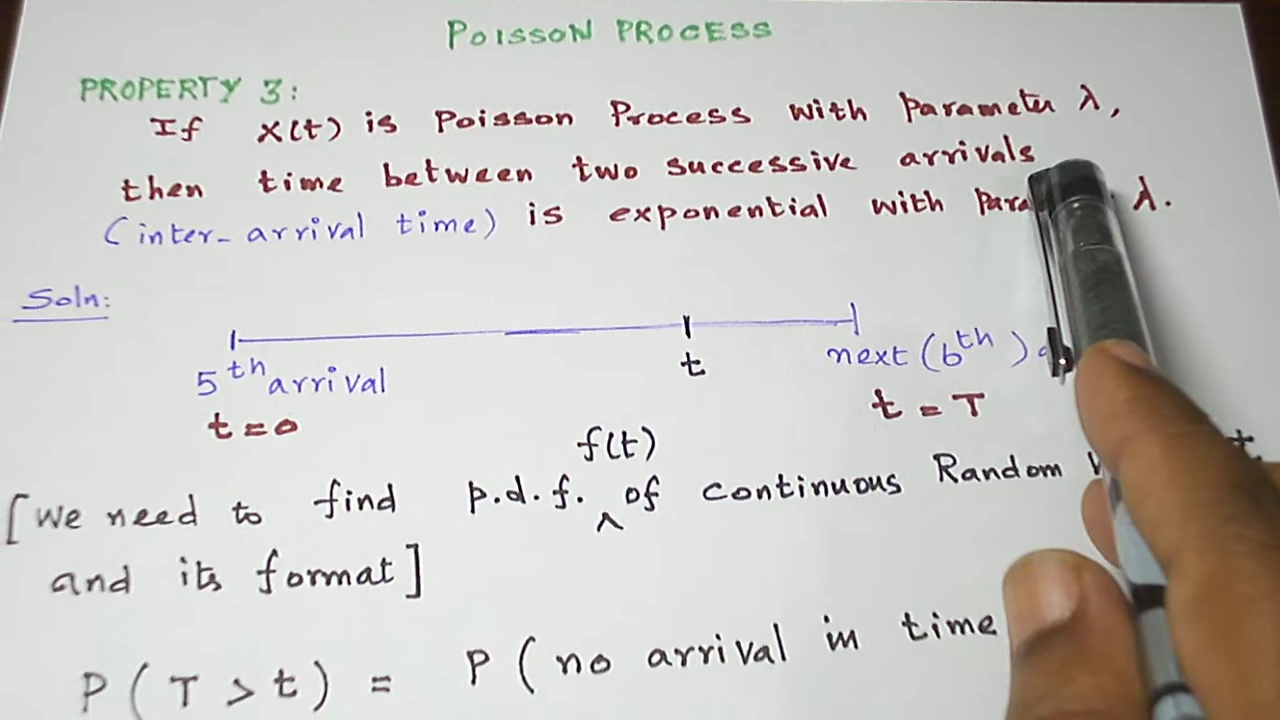 POISSON PROCESS
PROPERTY 3:
If X(t) is Poisson Process with parameter λ,
then time between two successive arrivals
(inter-arrival time) is exponential with λ.
Soln:
5th arrival
t
next (6th)
t=0
t = T
f(t)
[We need to find p.d.f. ^ of continuous Random
and its format]
P(T > t) = P(no arrival in time